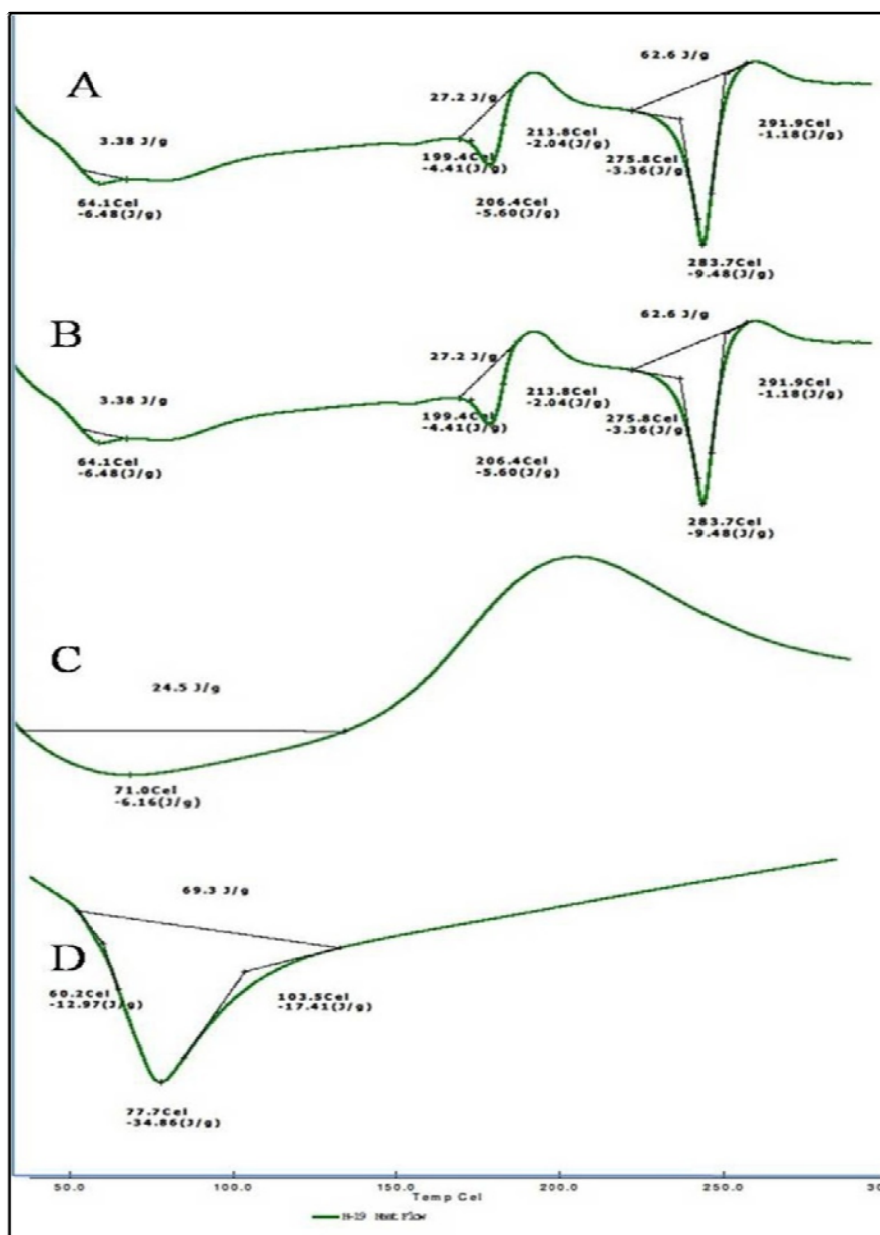 A
62.6 J/g
27.2 J/g
3.38 J/g
213.8Cel
-2.04(J/g)
291.9Cel
-1.18(J/g)
199.4Cel
-4.41(J/g)
275.8Cel
-3.36(J/g)
64.1Cel
-6.48(J/g)
206.4Cel
-5.60(J/g)
283.7Cel
-9.48(J/g)
B
62.6 J/g
27.2 J/g
3.38 J/g
213.8Cel
-2.04(J/g)
291.9Cel
-1.18(J/g)
199.4Cel
-4.41(J/g)
275.8Cel
-3.36(J/g)
64.1Cel
-6.48(J/g)
206.4Cel
-5.60(J/g)
283.7Cel
-9.48(J/g)
C
24.5 J/g
71.0Cel
-6.16(J/g)
69.3 J/g
D
60.2Cel
-12.97(J/g)
103.5Cel
-17.41(J/g)
77.7Cel
-34.86(J/g)
50.0 100.0 150.0 200.0 250.0 30
Temp Cel
Heat Flow